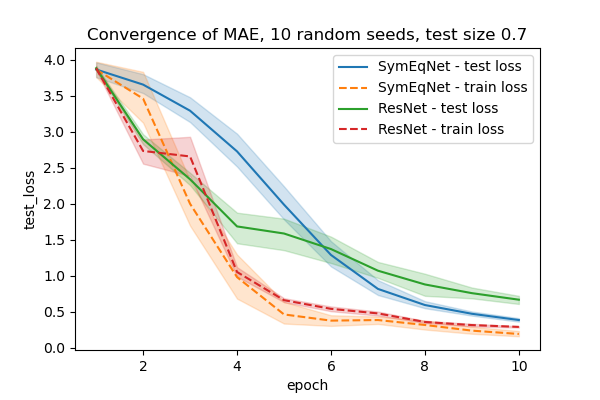 Convergence of MAE, 10 random seeds, test size 0.7
SymEqNet - test loss
SymEqNet - train loss
ResNet - test loss
ResNet - train loss
test_loss
4.0
3.5
3.0
2.5
2.0
1.5
1.0
0.5
0.0
2 4 6 8 10
epoch